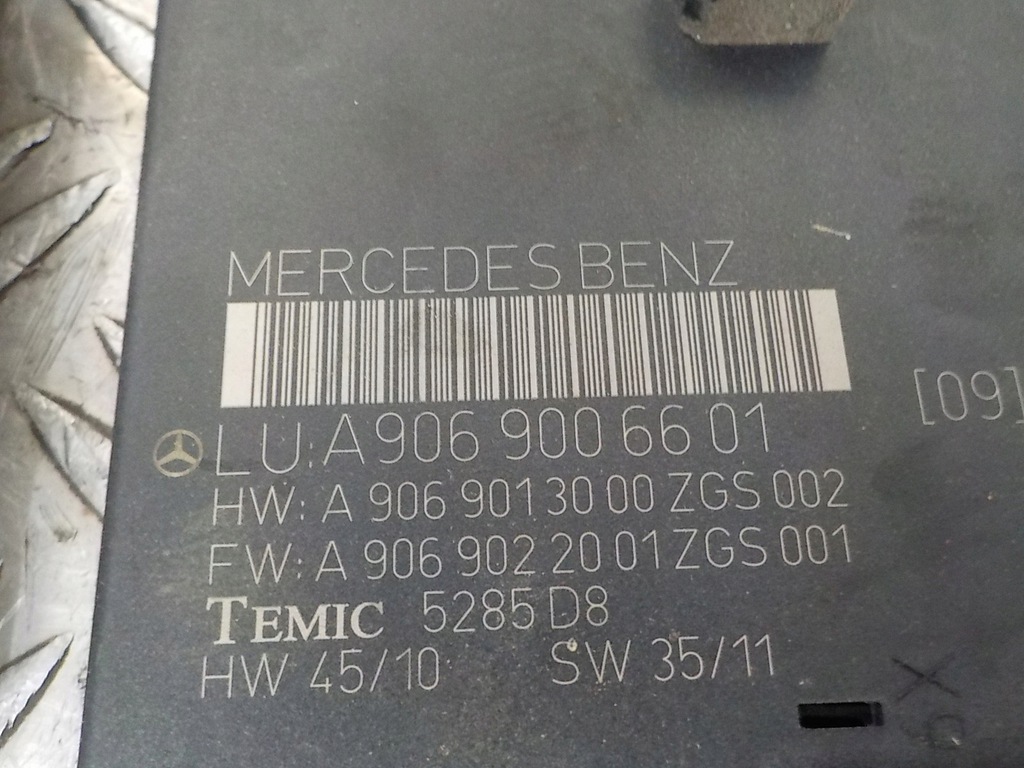 MERCEDES BENZ
LU: A 906 900 66 01
[09]
HW: A 906 901 30 00 ZGS 002
FW: A 906 902 20 01 ZGS 001
TEMIC 5285 D8
HW 45/10 SW 35/11